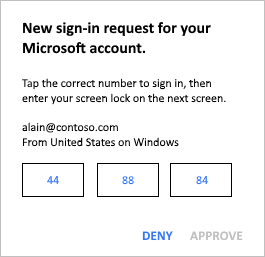 New sign-in request for your
Microsoft account.
Tap the correct number to sign in, then
enter your screen lock on the next screen.
alain@contoso.com
From United States on Windows
44 88 84
DENY APPROVE